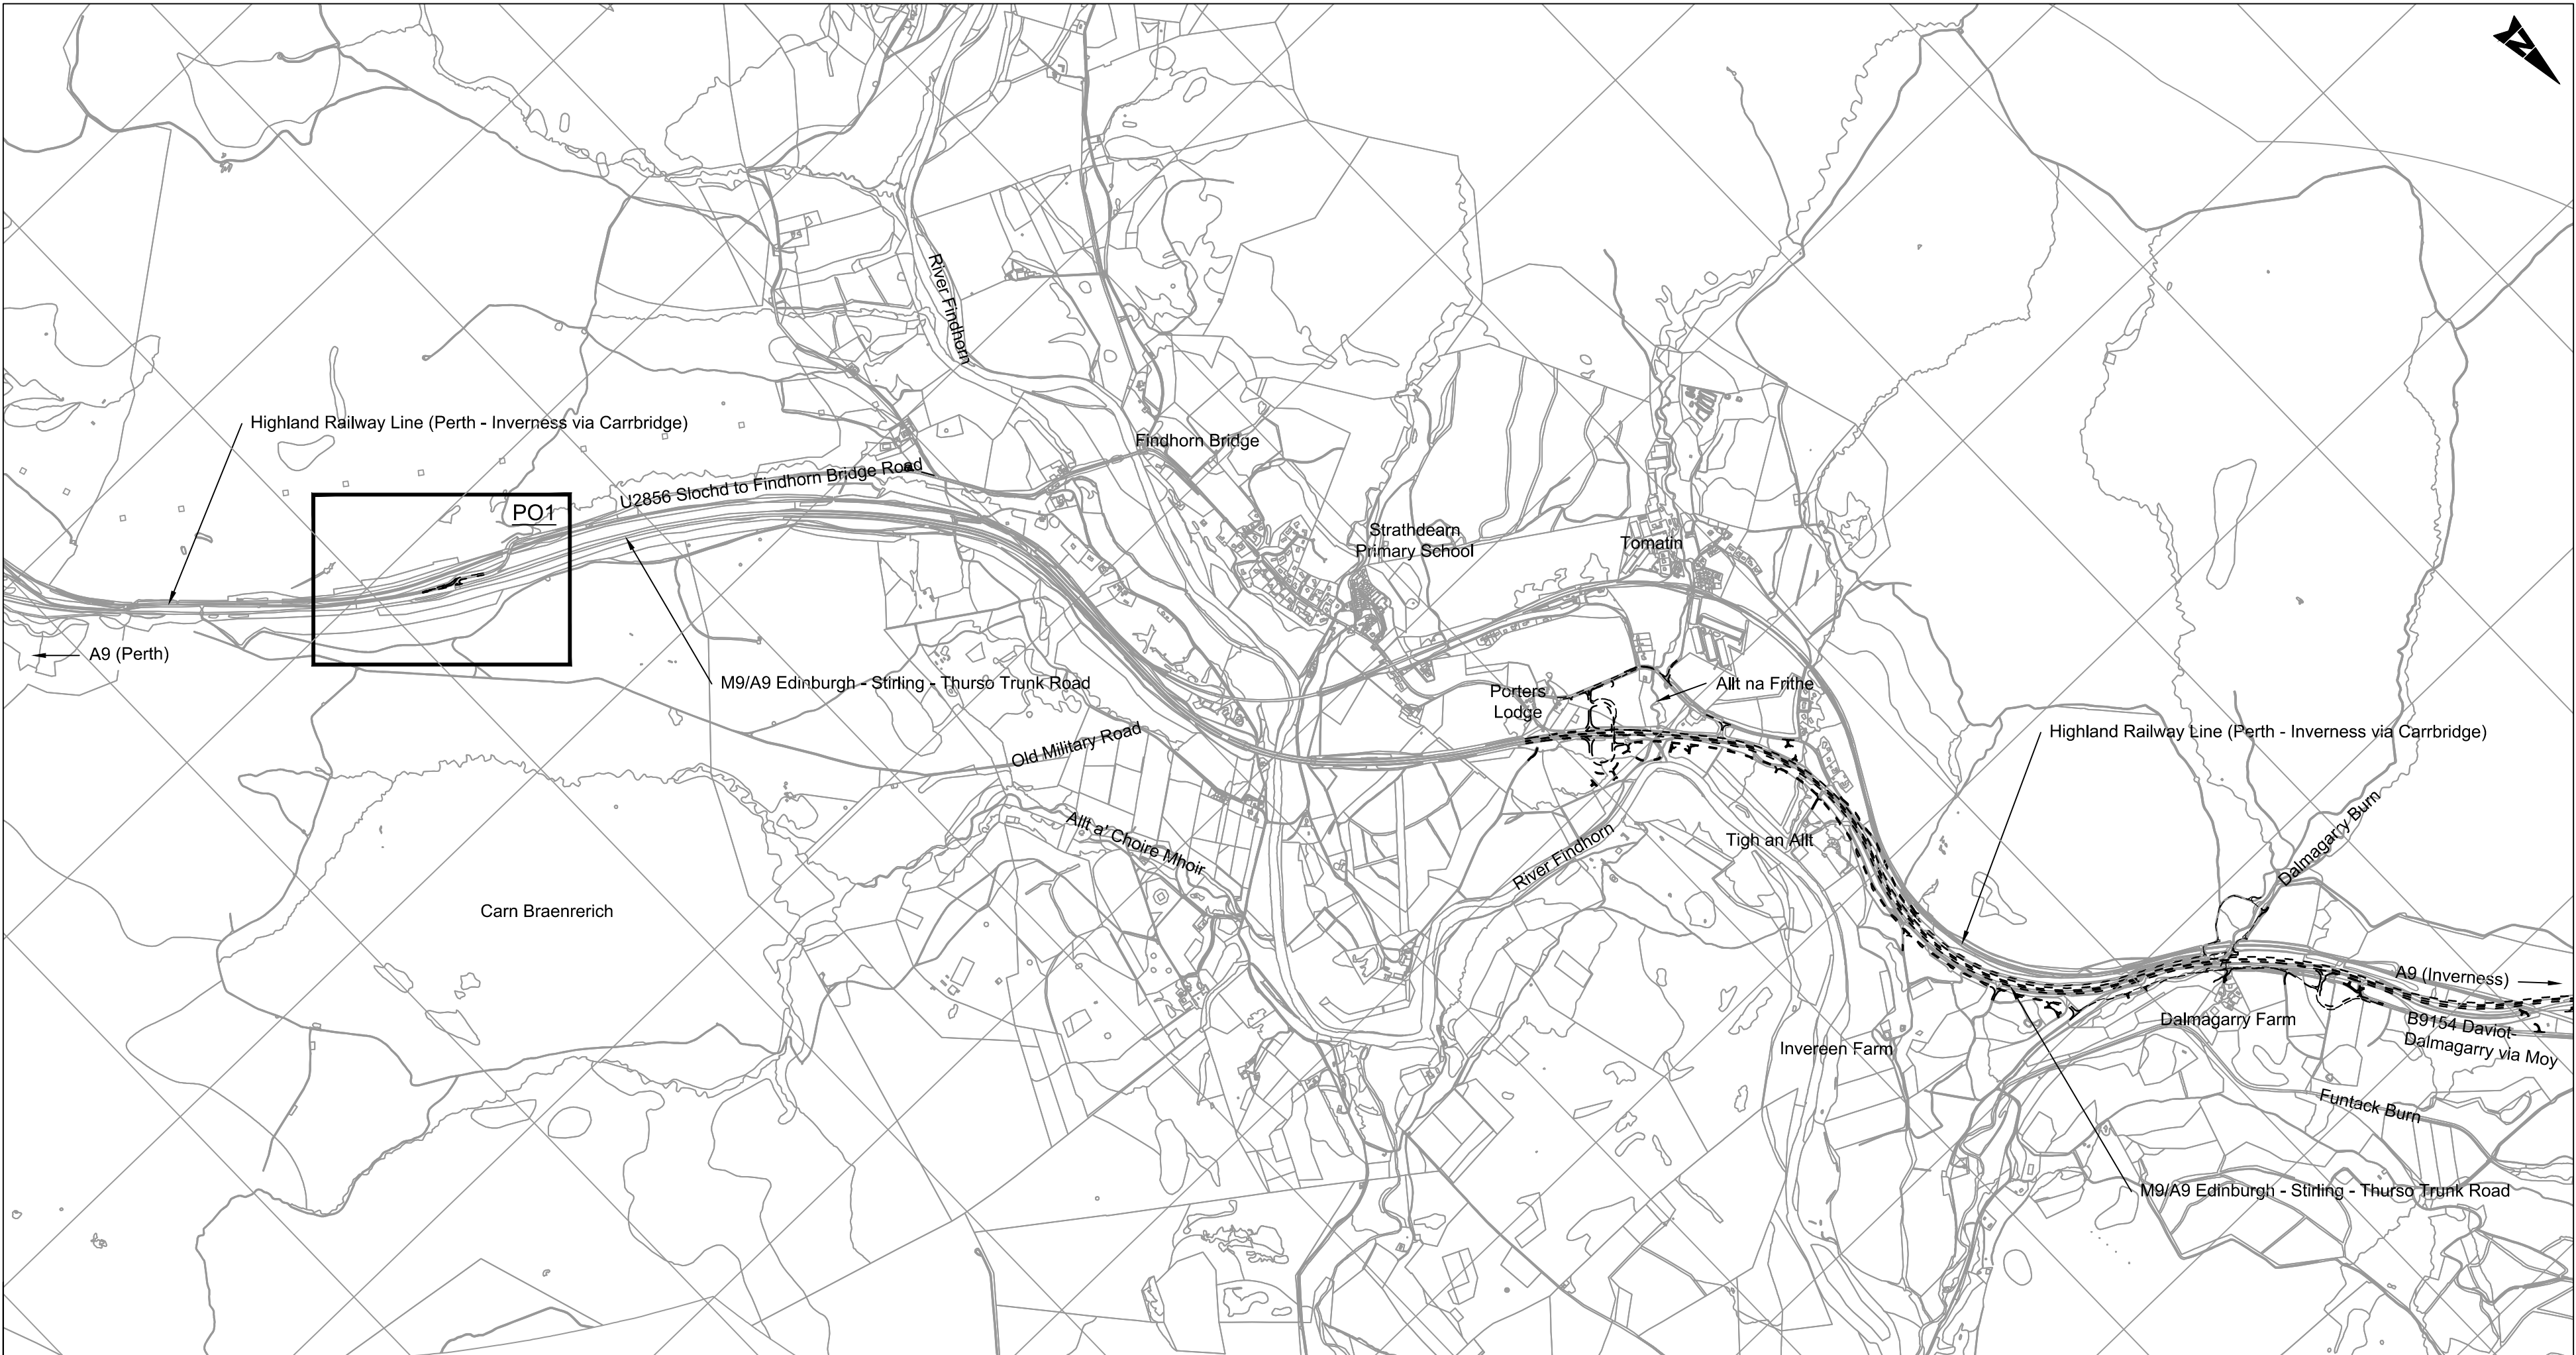 N
River Findhorn
Highland Railway Line (Perth - Inverness via Carrbridge)
Findhorn Bridge
U2856 Slochd to Findhorn Bridge Road
PO1
Strathdearn
Primary School
Tomatin
A9 (Perth)
M9/A9 Edinburgh - Stirling - Thurso Trunk Road
Porters
Lodge
Allt na Frithe
Old Military Road
Highland Railway Line (Perth - Inverness via Carrbridge)
Allt a' Choire Mhoir
River Findhorn
Tigh an Allt
Dalmagarry Burn
Carn Braenrerich
A9 (Inverness)
Dalmagarry Farm
B9154 Daviot-
Dalmagarry via Moy
Invereen Farm
Funtack Burn
M9/A9 Edinburgh - Stirling - Thurso Trunk Road